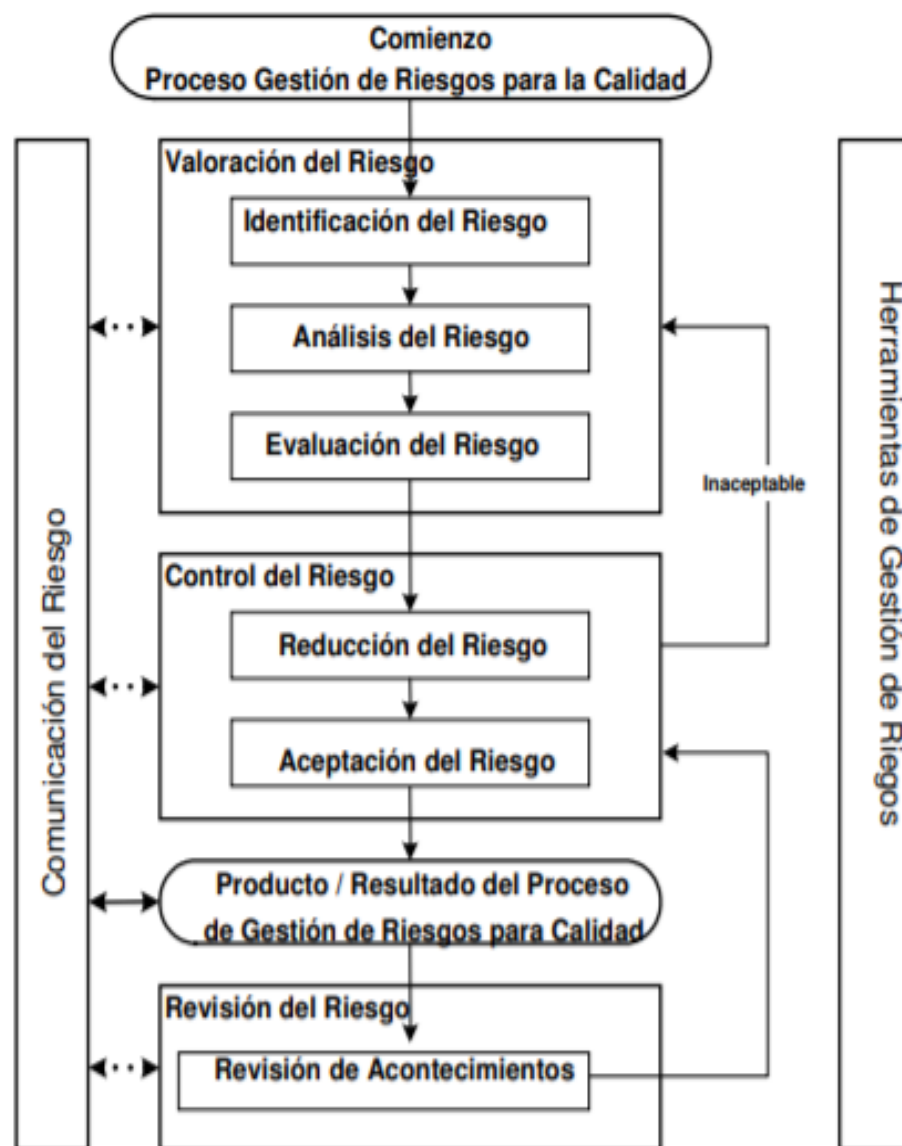 Comienzo
Proceso Gestión de Riesgos para la Calidad
Valoración del Riesgo
Identificación del Riesgo
Análisis del Riesgo
Evaluación del Riesgo
Inaceptable
Control del Riesgo
Reducción del Riesgo
Aceptación del Riesgo
Producto / Resultado del Proceso
de Gestión de Riesgos para Calidad
Revisión del Riesgo
Revisión de Acontecimientos
Comunicación del Riesgo
Herramientas de Gestión de Riegos